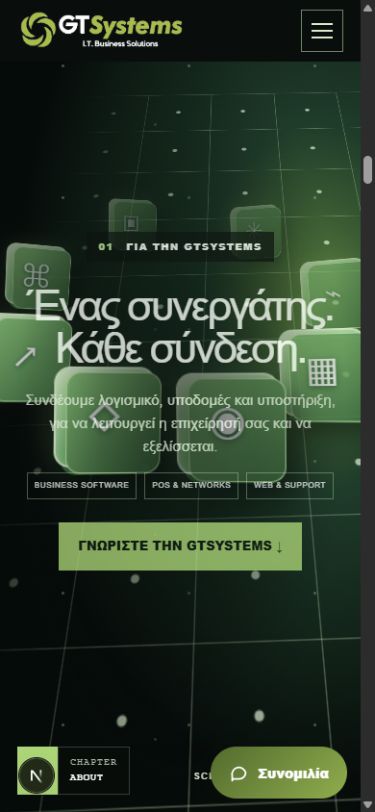 GTSystems
I.T. Business Solutions
01 ΓΙΑ ΤΗΝ GTSYSTEMS
Ένας συνεργάτης.
Κάθε σύνδεση.
Συνδέουμε λογισμικό, υποδομές και υποστήριξη,
για να λειτουργεί η επιχείρησή σας και να
εξελίσσεται.
BUSINESS SOFTWARE
POS & NETWORKS
WEB & SUPPORT
ΓΝΩΡΙΣΤΕ ΤΗΝ GTSYSTEMS ↓
N
CHAPTER
ABOUT
Συνομιλία